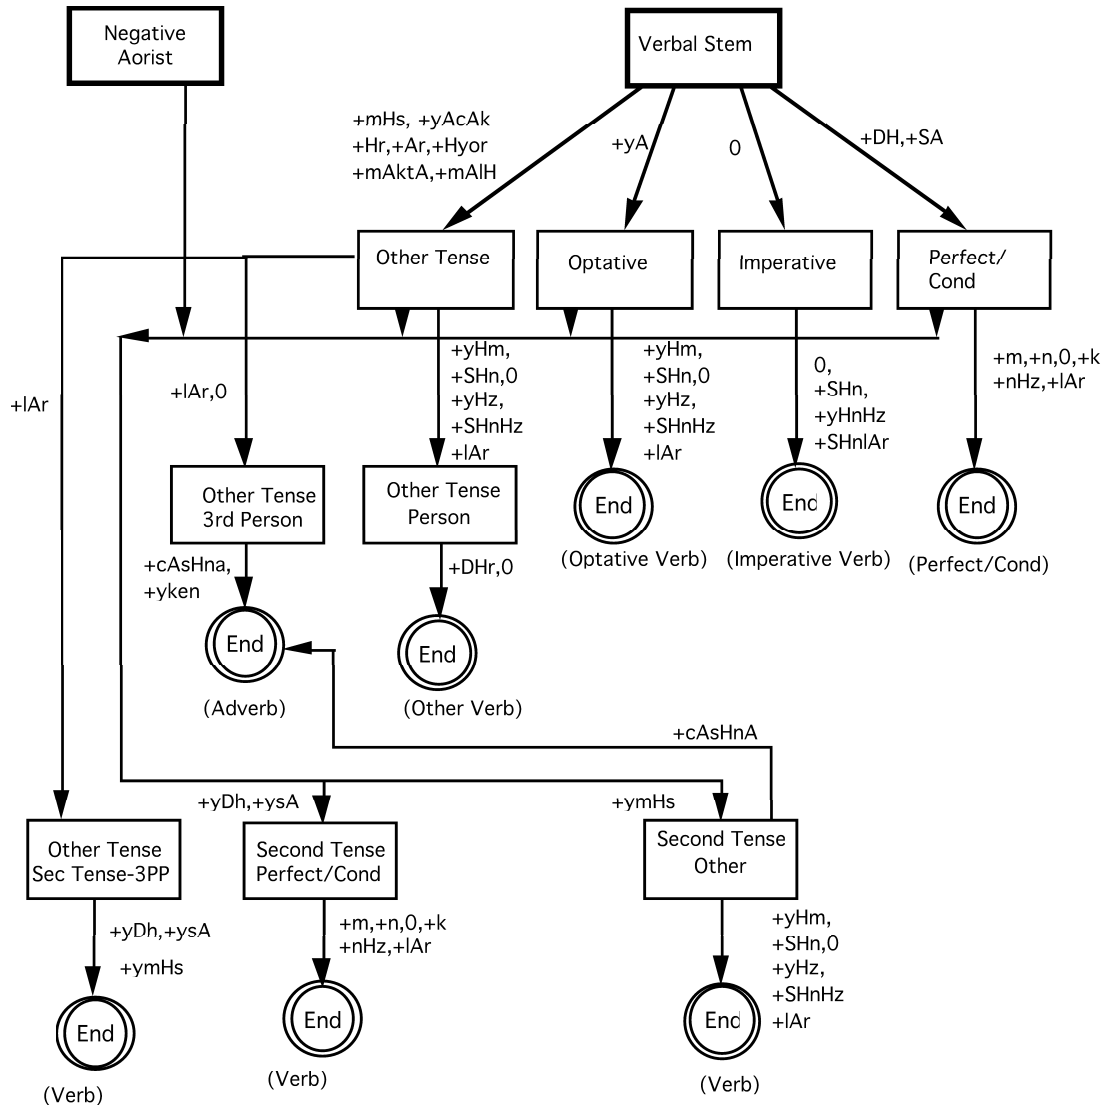 Negative
Aorist
Verbal Stem
+mHs, +yAcAk
+Hr,+Ar,+Hyor
+mAktA,+mAlH
+yA
0
+DH,+SA
Other Tense
Optative
Imperative
Perfect/
Cond
+lAr
+lAr,0
+yHm,
+SHn,0
+yHz,
+SHnHz
+lAr
+yHm,
+SHn,0
+yHz,
+SHnHz
+lAr
0,
+SHn,
+yHnHz
+SHnlAr
+m,+n,0,+k
+nHz,+lAr
Other Tense
3rd Person
Other Tense
Person
End
(Optative Verb)
End
(Imperative Verb)
End
(Perfect/Cond)
+cAsHna,
+yken
+DHr,0
End
(Adverb)
End
(Other Verb)
+cAsHnA
+yDh,+ysA
+ymHs
Other Tense
Sec Tense-3PP
Second Tense
Perfect/Cond
Second Tense
Other
+yDh,+ysA
+ymHs
+m,+n,0,+k
+nHz,+lAr
+yHm,
+SHn,0
+yHz,
+SHnHz
+lAr
End
(Verb)
End
(Verb)
End
(Verb)